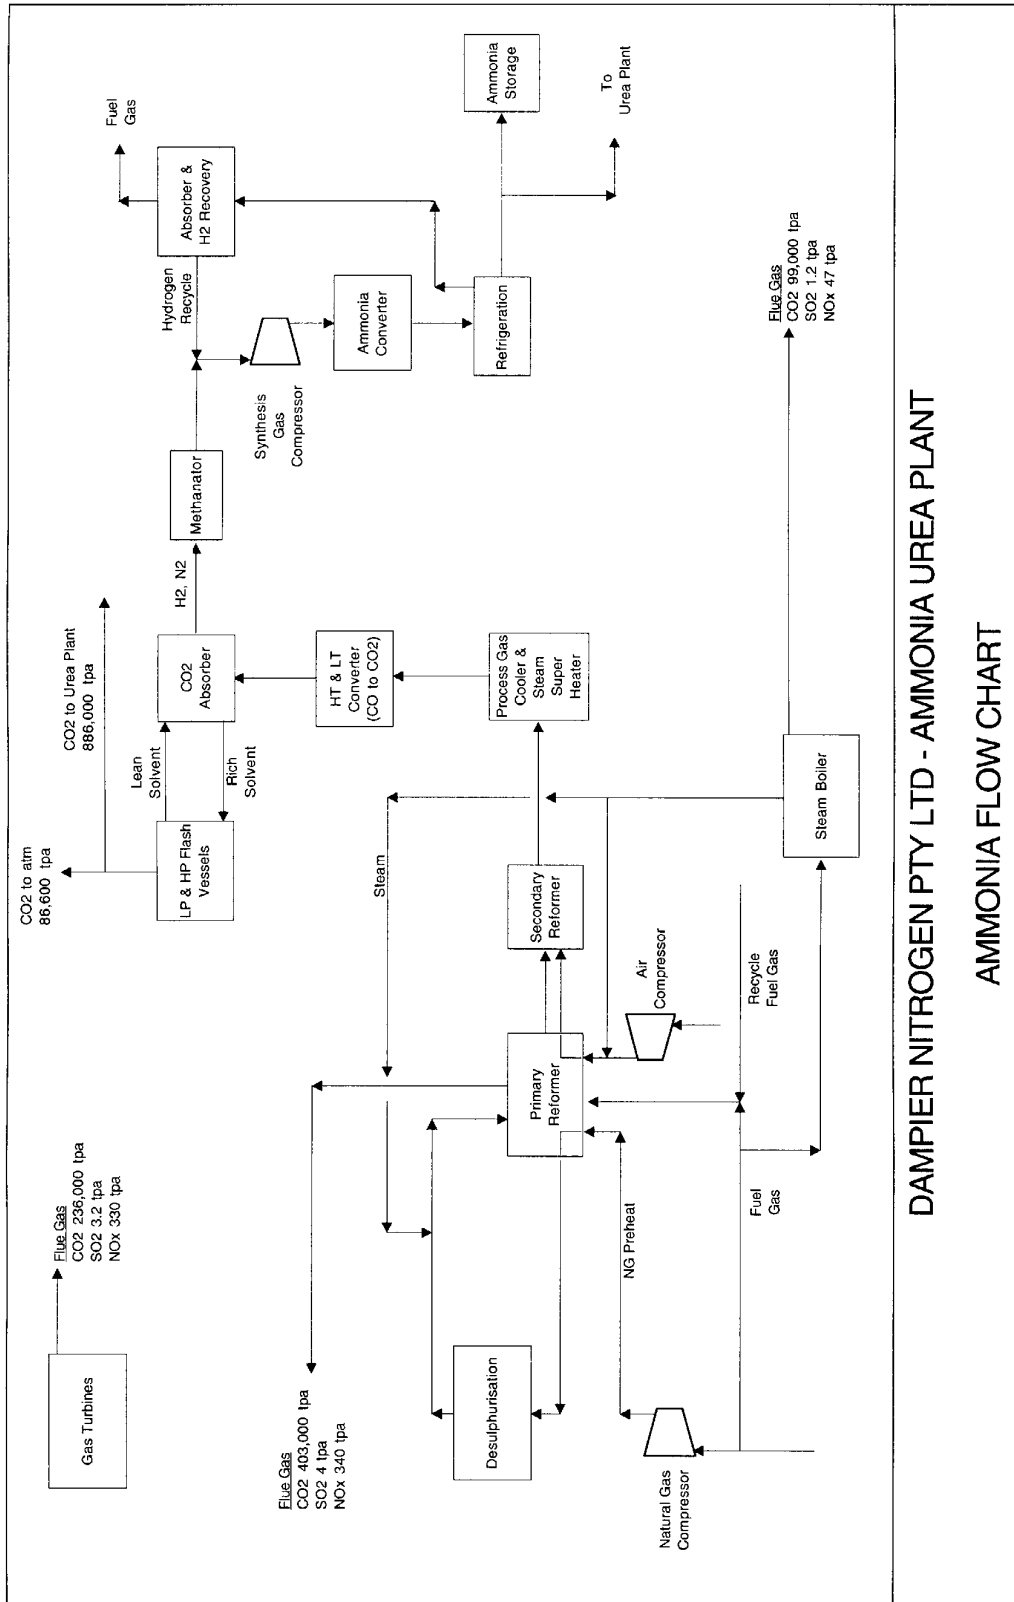 Gas Turbines
Flue Gas
CO2 236,000 tpa
SO2 3.2 tpa
NOx 330 tpa
CO2 to atm
86,600 tpa
CO2 to Urea Plant
886,000 tpa
LP & HP Flash
Vessels
Lean
Solvent
Rich
Solvent
CO2
Absorber
H2, N2
Methanator
Hydrogen
Recycle
Absorber &
H2 Recovery
Fuel
Gas
Synthesis
Gas
Compressor
Ammonia
Converter
Refrigeration
Ammonia
Storage
To
Urea Plant
Flue Gas
CO2 403,000 tpa
SO2 4 tpa
NOx 340 tpa
Steam
HT & LT
Converter
(CO to CO2)
Process Gas
Cooler &
Steam
Super
Heater
Desulphurisation
Primary
Reformer
Secondary
Reformer
NG Preheat
Air
Compressor
Natural Gas
Compressor
Fuel
Gas
Recycle
Fuel Gas
Steam Boiler
Flue Gas
CO2 99,000 tpa
SO2 1.2 tpa
NOx 47 tpa
DAMPIER NITROGEN PTY LTD - AMMONIA UREA PLANT
AMMONIA FLOW CHART